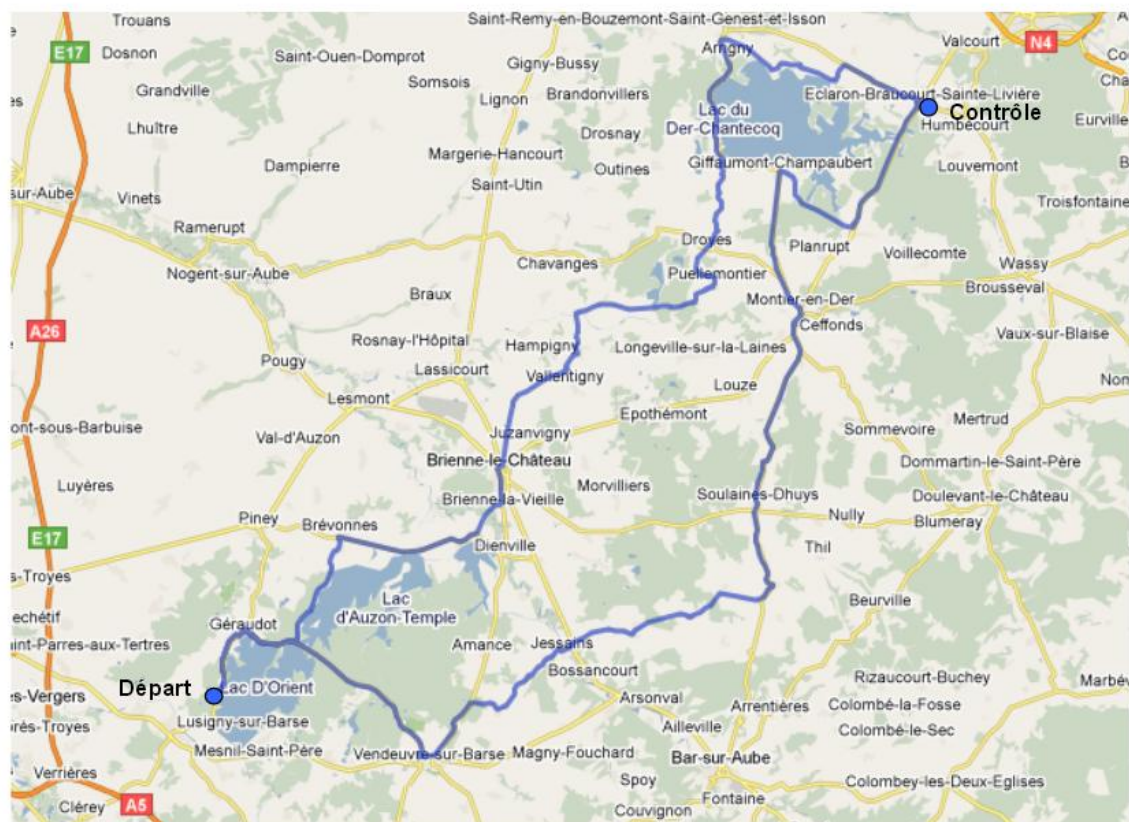 Trouans
Saint-Remy-en-Bouzemont-Saint-Genest-et-Isson
N4
E17
Dosnon
Saint-Ouen-Domprot
Gigny-Bussy
Arrigny
Valcourt
Grandville
Somsois
Brandonvillers
Eclaron-Braucourt-Sainte-Livière
Lignon
Lac du
Der-Chantecoq
Contrôle
Lhuître
Drosnay
Humbécourt
Eurville
Margerie-Hancourt
Dampierre
Outines
Giffaumont-Champaubert
Louvemont
Saint-Utin
sur-Aube
Vinets
Troisfontaine
Ramerupt
Droyes
Planrupt
Voillecomte
Nogent-sur-Aube
Chavanges
Puellemontier
Wassy
Braux
Montier-en-Der
Brousseval
A26
Ceffonds
Rosnay-l'Hôpital
Hampigny
Longeville-sur-la-Laines
Vaux-sur-Blaise
Pougy
Lassicourt
Vallentigny
Louze
Nom
Lesmont
Epothémont
Mertrud
ont-sous-Barbuise
Val-d'Auzon
Juzanvigny
Sommevoire
Brienne-le-Château
Dommartin-le-Saint-Père
Luyères
Morvilliers
Brienne-la-Vieille
Soulaines-Dhuys
Doulevant-le-Château
Piney
Brévonnes
Nully
Blumeray
E17
Dienville
Thil
s-Troyes
Lac
d'Auzon-Temple
Beurville
echétif
Géraudot
int-Parres-aux-Tertres
Amance
Jessains
Bossancourt
Départ
Lac D'Orient
Rizaucourt-Buchey
es-Vergers
Arsonval
Marbév
Lusigny-sur-Barse
Arrentières
Colombé-la-Fosse
près-Troyes
Ailleville
Colombé-le-Sec
Mesnil-Saint-Père
Vendeuvre-sur-Barse
Magny-Fouchard
Bar-sur-Aube
Verrières
Spoy
Colombey-les-Deux-Eglises
Clérey
A5
Fontaine
Couvignon